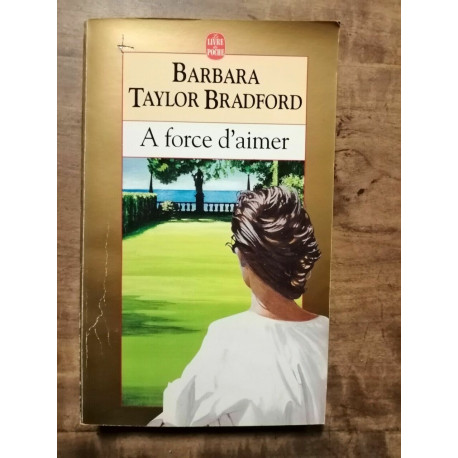 LE LIVRE
DE POCHE
BARBARA
TAYLOR BRADFORD
A force d'aimer